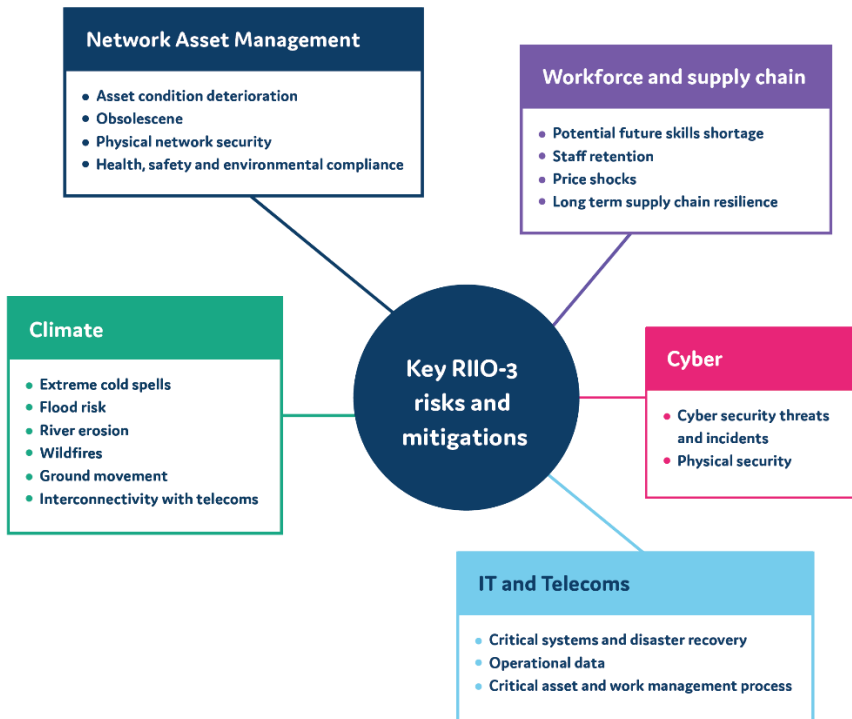 Network Asset Management
Asset condition deterioration
Obsolescene
Physical network security
Health, safety and environmental compliance
Workforce and supply chain
Potential future skills shortage
Staff retention
Price shocks
Long term supply chain resilience
Climate
Extreme cold spells
Flood risk
River erosion
Wildfires
Ground movement
Interconnectivity with telecoms
Key RIIO-3
risks and
mitigations
Cyber
Cyber security threats
and incidents
Physical security
IT and Telecoms
Critical systems and disaster recovery
Operational data
Critical asset and work management process